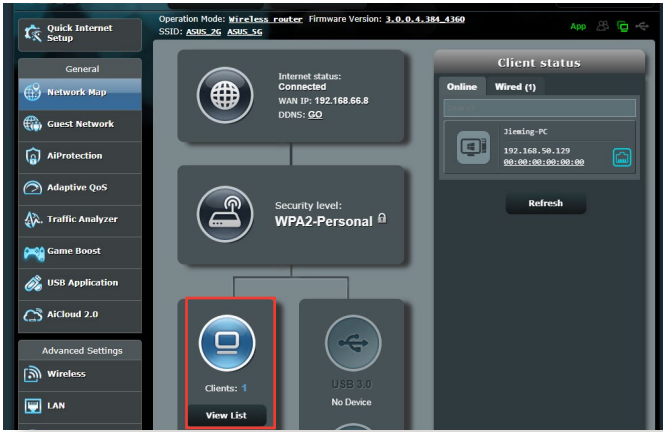 Quick Internet
Setup
Operation Mode: Wireless router Firmware Version: 3.0.0.4.384_4360
SSID: ASUS_2G ASUS_5G
App
General
Network Map
Guest Network
AiProtection
Adaptive QoS
Traffic Analyzer
Game Boost
USB Application
AiCloud 2.0
Advanced Settings
Wireless
LAN
Internet status:
Connected
WAN IP: 192.168.66.8
DDNS: GO
Security level:
WPA2-Personal
Clients: 1
View List
USB 3.0
No Device
Client status
Online Wired (1)
Jieming-PC
192.168.50.129
00:00:00:00:00:00
Refresh